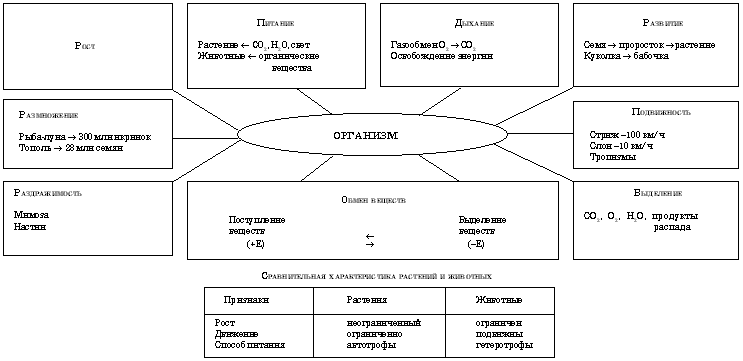 Рост
Питание
Растение ← CO2, H2O, свет
Животные ← органические
вещества
Дыхание
Газообмен O2 → CO2
Освобождение энергии
Развитие
Семя → проросток → растение
Куколка → бабочка
Размножение
Рыба-луна → 300 млн икринок
Тополь → 28 млн семян
ОРГАНИЗМ
Подвижность
Стриж –100 км/ч
Слон –10 км/ч
Тропизмы
Раздражимость
Мимоза
Настии
Обмен веществ
Поступление
веществ
(+E)
←
→
Выделение
веществ
(–E)
Выделение
CO2, O2, H2O, продукты
распада
Сравнительная характеристика растений и животных
Признаки Растения Животные
Рост неограниченный ограничен
Движение ограниченно подвижны
Способ питания автотрофы гетеротрофы